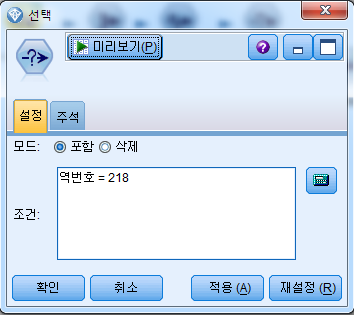 선택
미리보기(P)
?
설정 주석
모드: 포함 삭제
조건: 역번호 = 218
확인 취소 적용 (A) 재설정 (R)